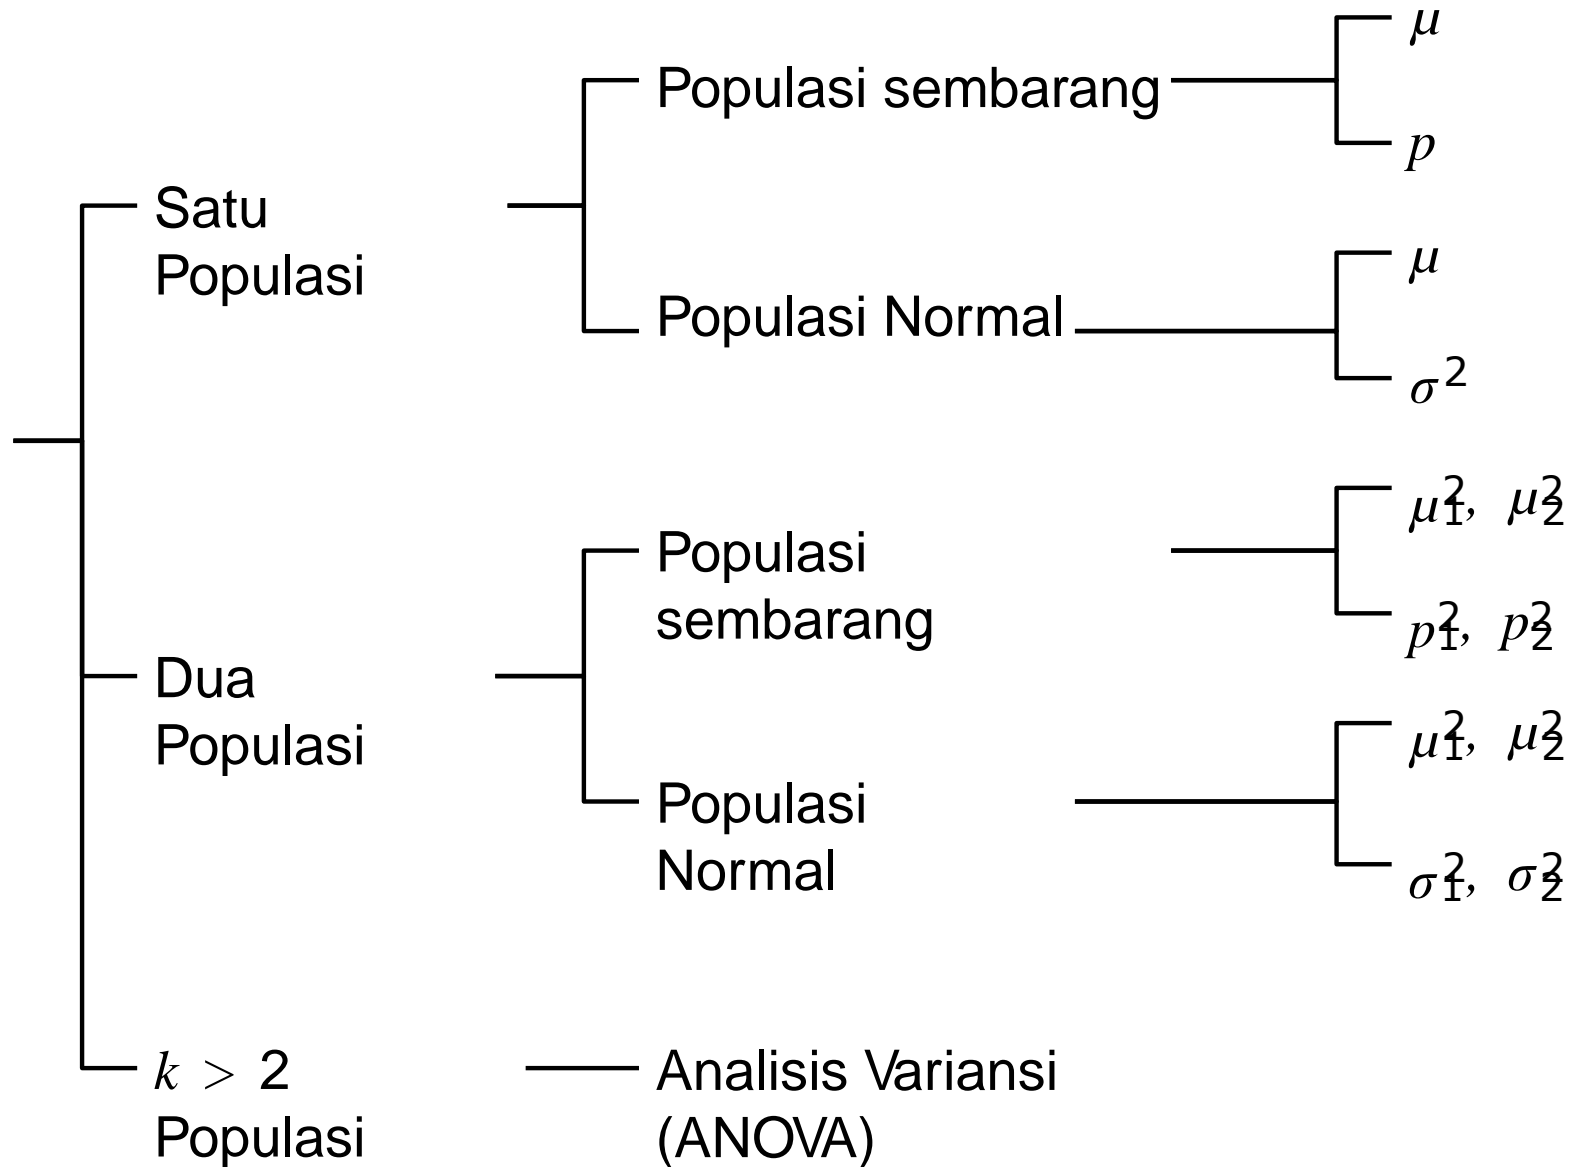 μ
Populasi sembarang
p
Satu
Populasi
μ
Populasi Normal
σ²
μ₁², μ₂²
Populasi
sembarang
p₁², p₂²
Dua
Populasi
μ₁², μ₂²
Populasi
Normal
σ₁², σ₂²
k > 2
Populasi
Analisis Variansi
(ANOVA)